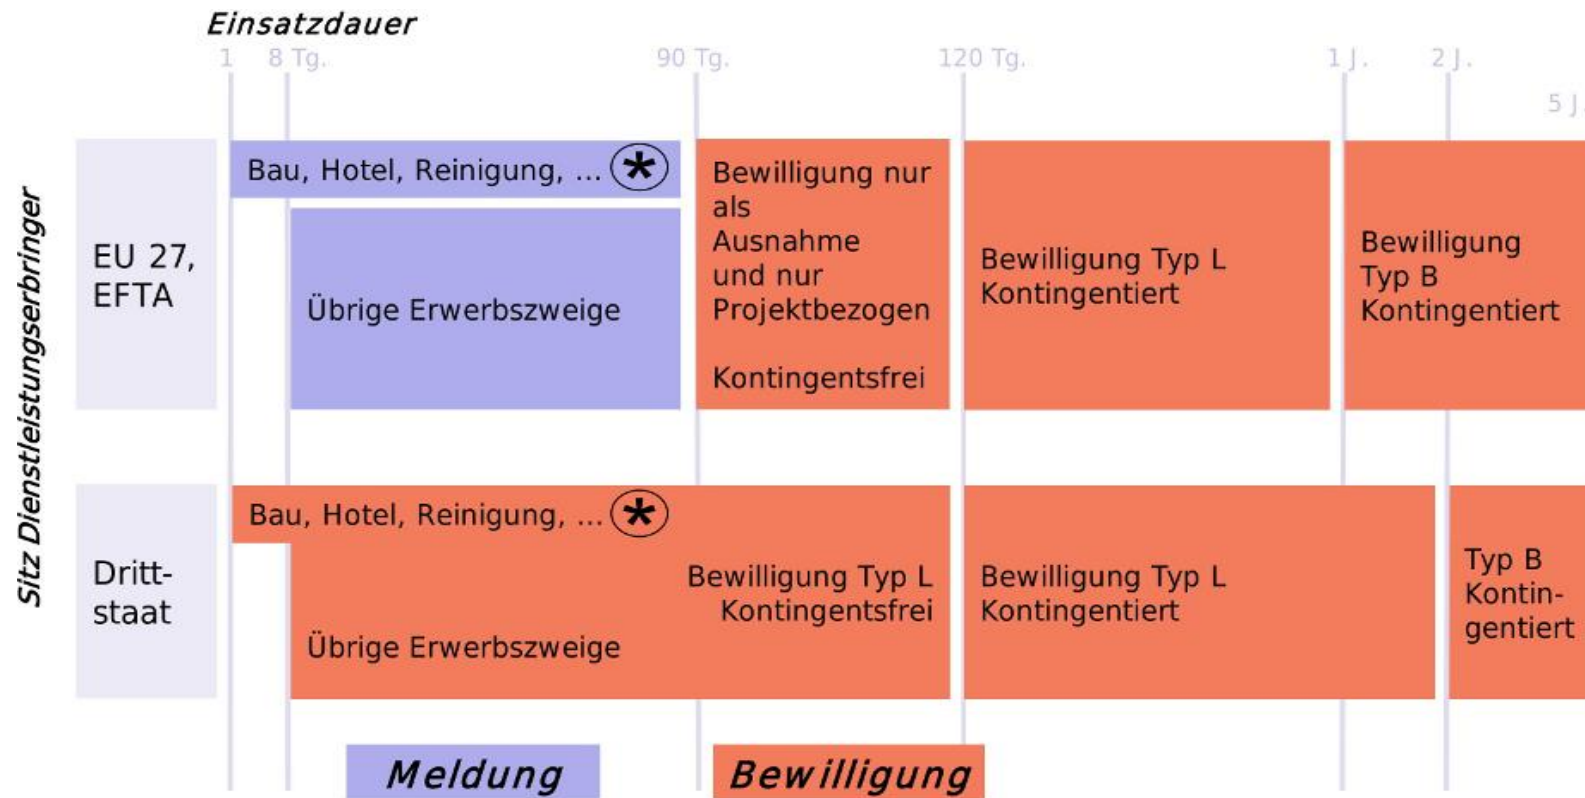 Einsatzdauer
1 8 Tg. 90 Tg. 120 Tg. 1 J. 2 J.
5 J.
Sitz Dienstleistungserbringer
EU 27,
EFTA
Bau, Hotel, Reinigung, ... *
Übrige Erwerbszweige
Bewilligung nur
als
Ausnahme
und nur
Projektbezogen
Kontingentsfrei
Bewilligung Typ L
Kontingentiert
Bewilligung
Typ B
Kontingentiert
Dritt-
staat
Bau, Hotel, Reinigung, ... *
Übrige Erwerbszweige
Bewilligung Typ L
Kontingentsfrei
Bewilligung Typ L
Kontingentiert
Typ B
Kontin-
gentiert
Meldung
Bewilligung